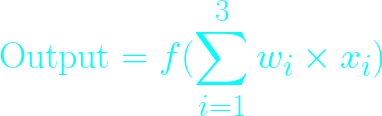 Output = f(∑_{i=1}^{3} w_i × x_i)